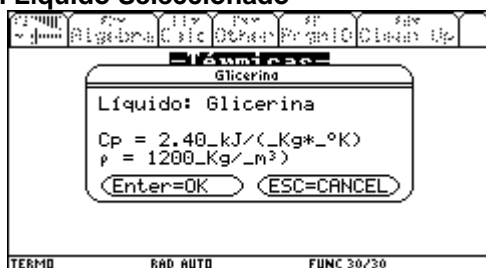 Líquido Seleccionado
Algebra Calc Other PrgmIO Clean Up
—Térmicas—
Glicerina
Líquido: Glicerina
Cp = 2.40_kJ/(_Kg*_°K)
ρ = 1200_Kg/_m³)
Enter=OK ESC=CANCEL
TERMO RAD AUTO FUNC 30/30